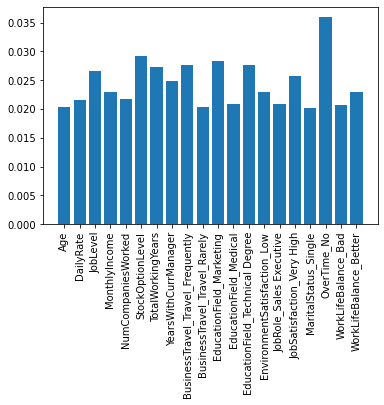 0.035
0.030
0.025
0.020
0.015
0.010
0.005
0.000
Age
DailyRate
JobLevel
MonthlyIncome
NumCompaniesWorked
StockOptionLevel
TotalWorkingYears
YearsWithCurrManager
BusinessTravel_Travel_Frequently
BusinessTravel_Travel_Rarely
EducationField_Marketing
EducationField_Medical
EducationField_Technical Degree
EnvironmentSatisfaction_Low
JobRole_Sales Executive
JobSatisfaction_Very High
MaritalStatus_Single
OverTime_No
WorkLifeBalance_Bad
WorkLifeBalance_Better